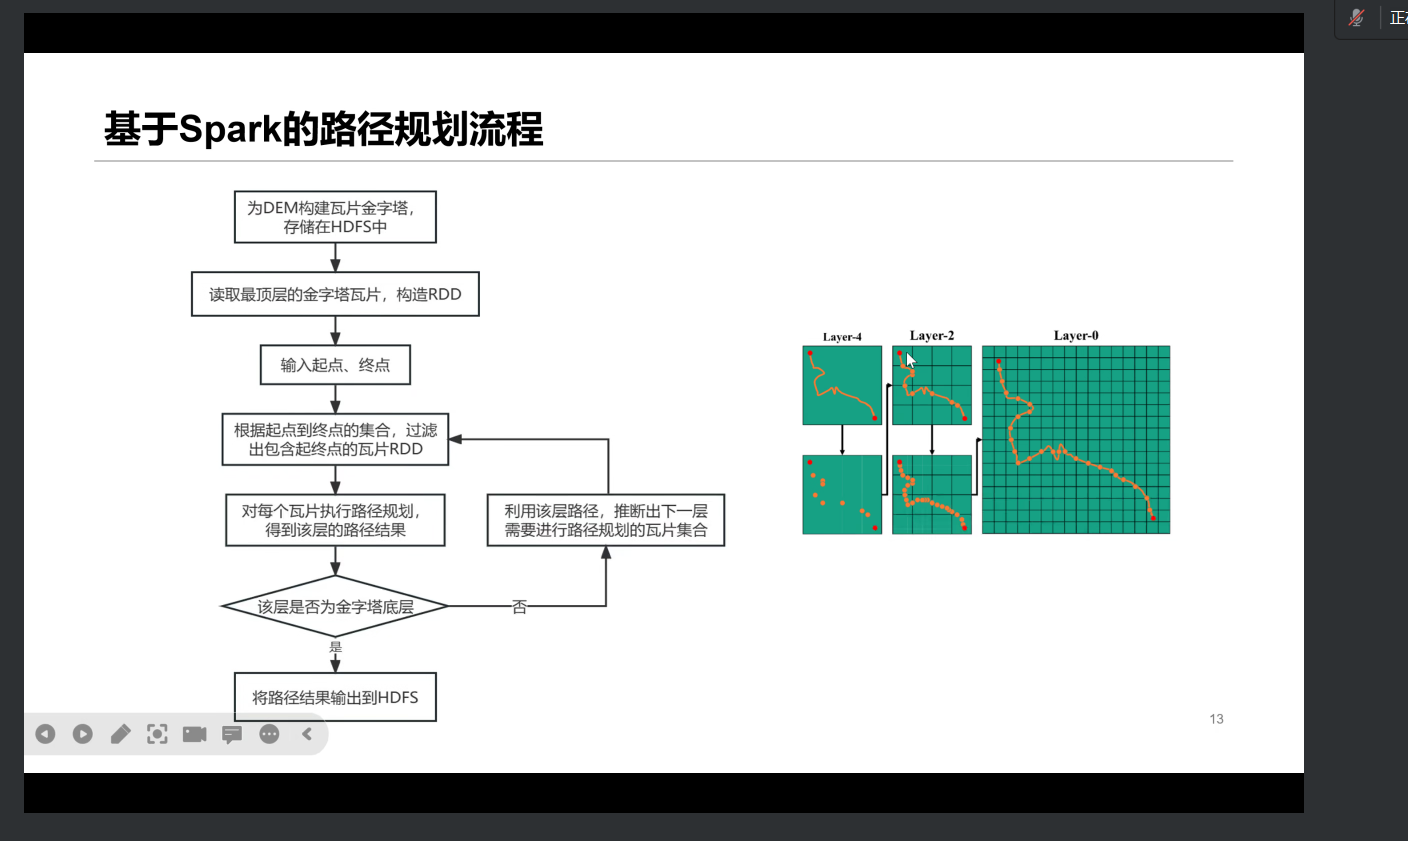 正在
基于Spark的路径规划流程
为DEM构建瓦片金字塔，
存储在HDFS中
读取最顶层的金字塔瓦片，构造RDD
输入起点、终点
根据起点到终点的集合，过滤
出包含起终点的瓦片RDD
对每个瓦片执行路径规划，
得到该层的路径结果
利用该层路径，推断出下一层
需要进行路径规划的瓦片集合
该层是否为金字塔底层
否
是
将路径结果输出到HDFS
Layer-4
Layer-2
Layer-0
13